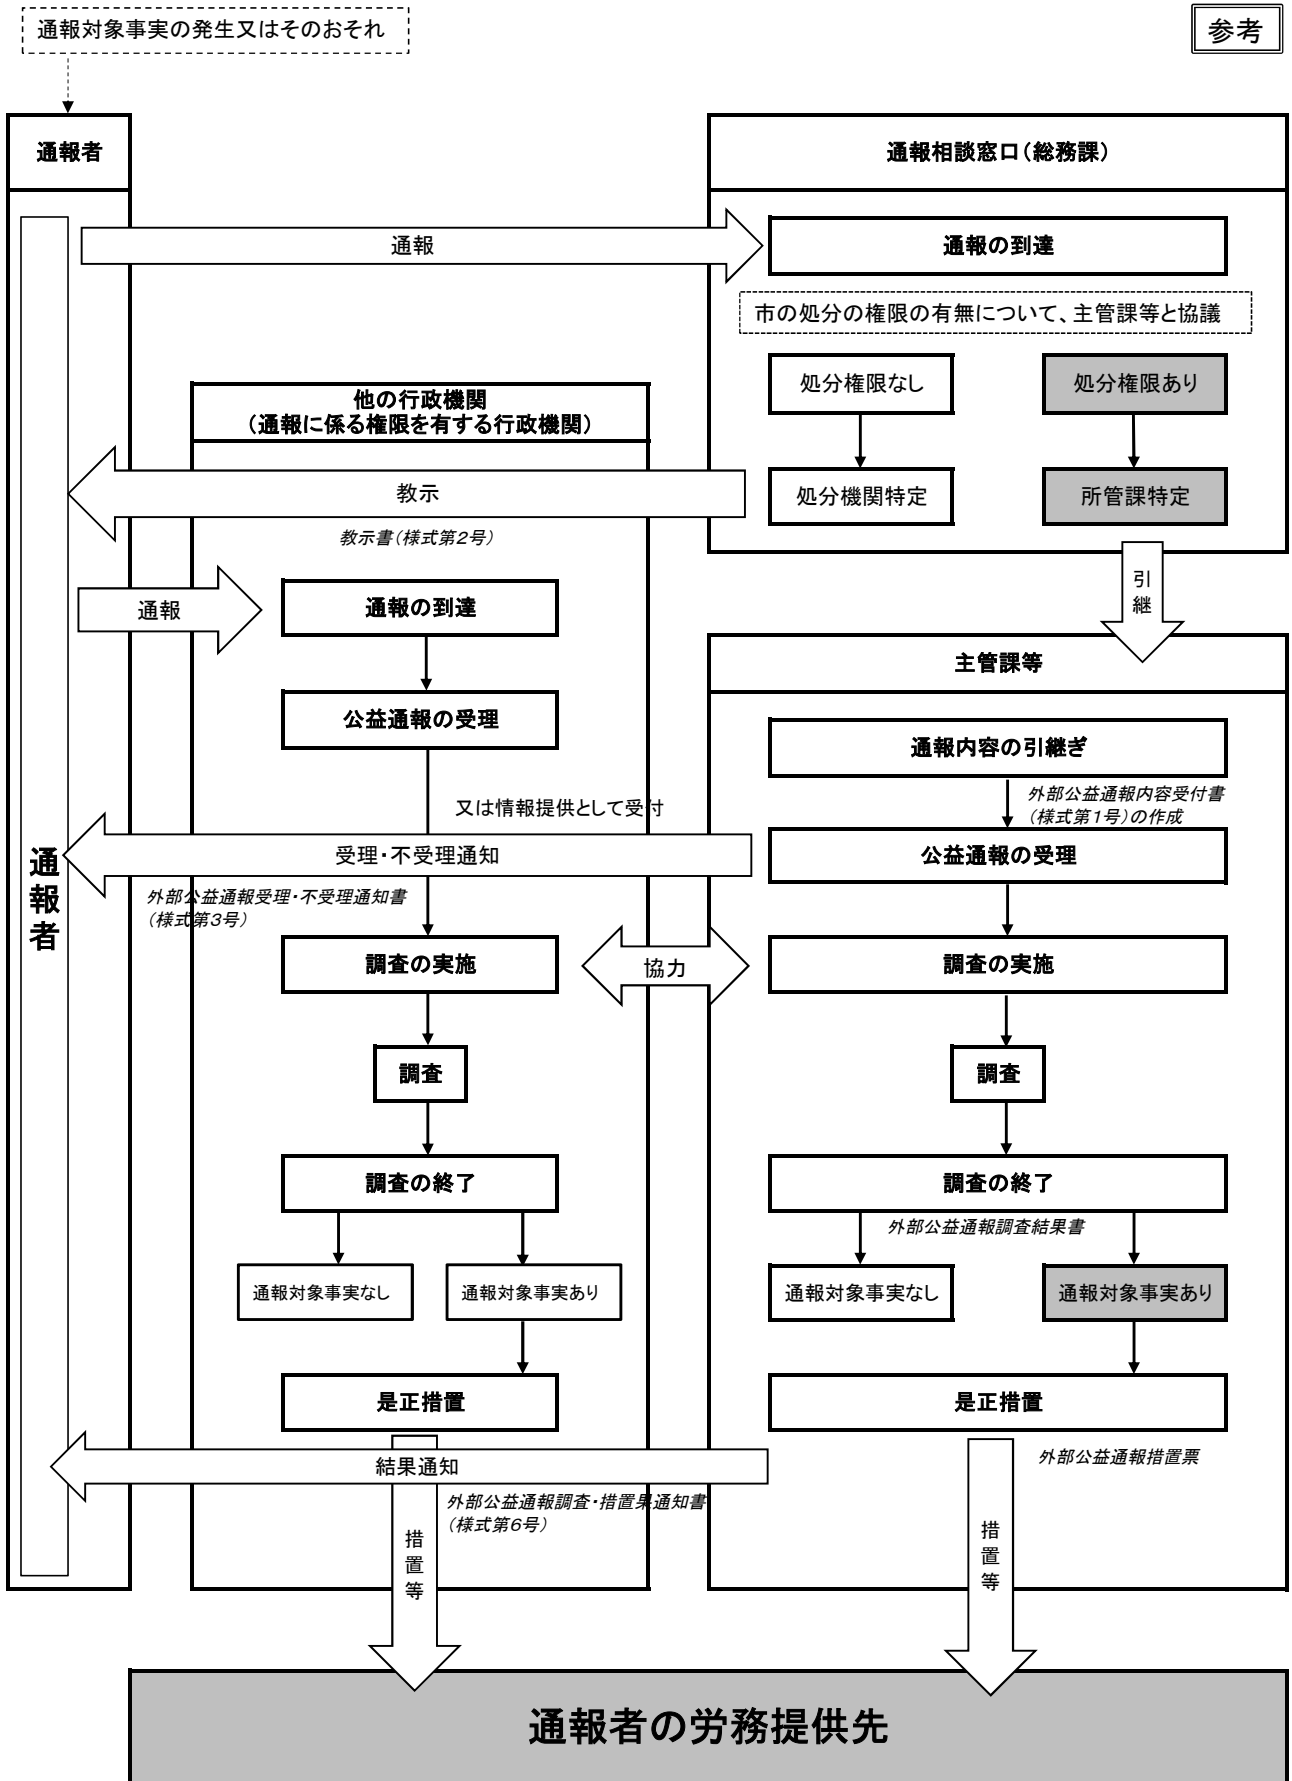 通報対象事実の発生又はそのおそれ
参考
通報者
通報相談窓口（総務課）
通報
通報の到達
市の処分の権限の有無について、主管課等と協議
処分権限なし
処分権限あり
他の行政機関
（通報に係る権限を有する行政機関）
教示
処分機関特定
所管課特定
教示書（様式第2号）
引継
通報
通報の到達
主管課等
公益通報の受理
通報内容の引継ぎ
又は情報提供として受付
外部公益通報内容受付書
（様式第1号）の作成
受理・不受理通知
公益通報の受理
通報者
外部公益通報受理・不受理通知書
（様式第3号）
調査の実施
協力
調査の実施
調査
調査
調査の終了
調査の終了
外部公益通報調査結果書
通報対象事実なし
通報対象事実あり
通報対象事実なし
通報対象事実あり
是正措置
是正措置
結果通知
外部公益通報措置票
外部公益通報調査・措置果通知書
（様式第6号）
措置等
措置等
通報者の労務提供先